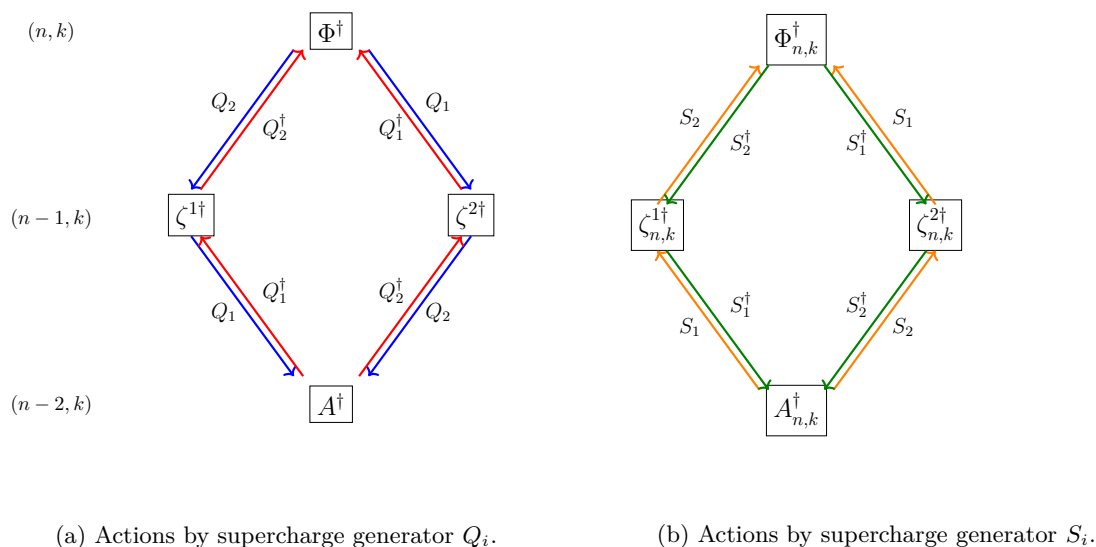 (n, k)
Φ†
Φ†n,k
Q2
Q†2
Q†1
Q1
S2
S†2
S†1
S1
(n − 1, k)
ζ1†
ζ2†
ζ1†n,k
ζ2†n,k
Q1
Q†1
Q†2
Q2
S1
S†1
S†2
S2
(n − 2, k)
A†
A†n,k
(a) Actions by supercharge generator Qi.
(b) Actions by supercharge generator Si.